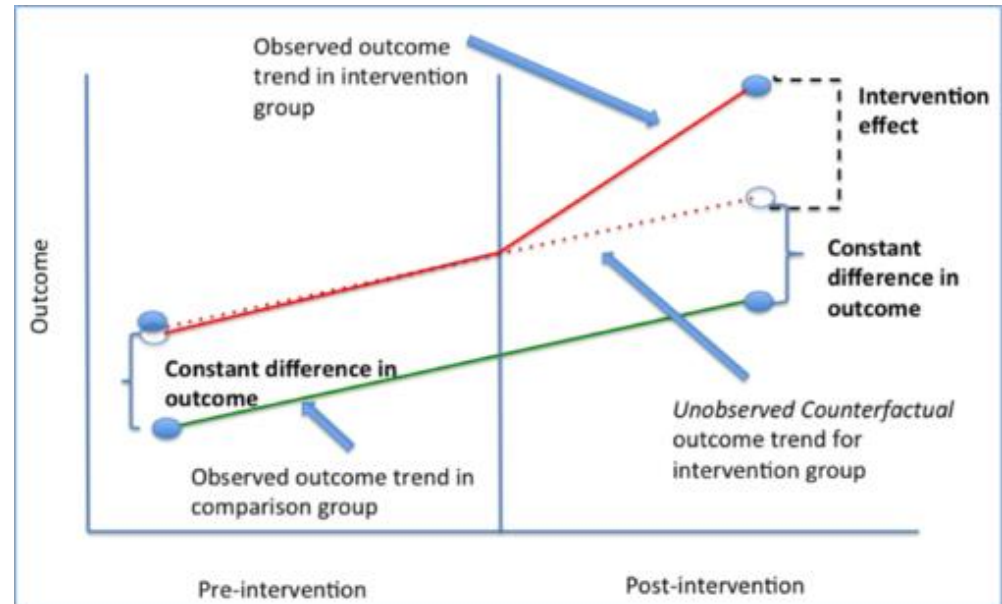 Observed outcome
trend in intervention
group
Intervention
effect
Constant
difference in
outcome
Outcome
Constant difference in
outcome
Unobserved Counterfactual
outcome trend for
intervention group
Observed outcome trend in
comparison group
Pre-intervention
Post-intervention